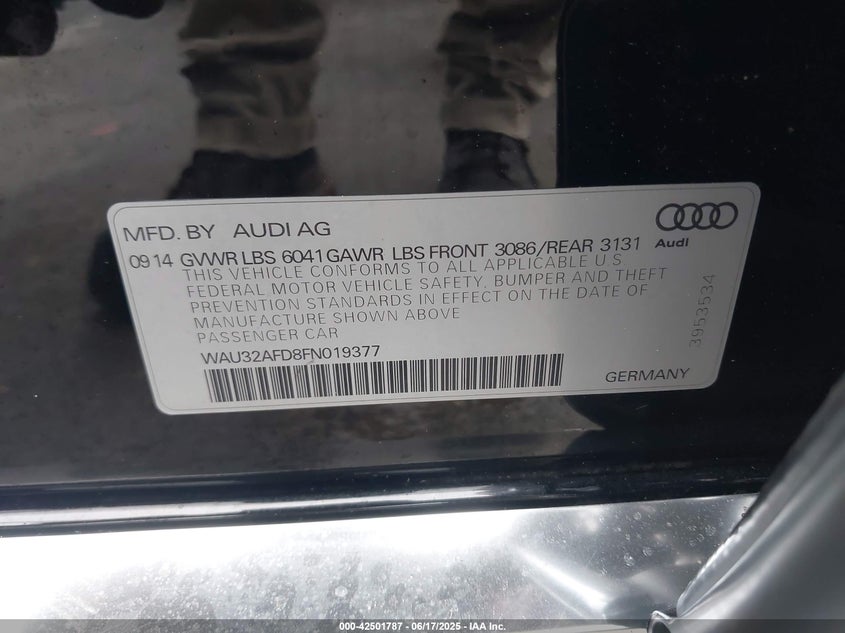 MFD. BY AUDI AG
Audi
09 14 GVWR LBS 6041 GAWR LBS FRONT 3086/REAR 3131
THIS VEHICLE CONFORMS TO ALL APPLICABLE U S
FEDERAL MOTOR VEHICLE SAFETY, BUMPER AND THEFT
PREVENTION STANDARDS IN EFFECT ON THE DATE OF
MANUFACTURE SHOWN ABOVE
PASSENGER CAR
WAU32AFD8FN019377
GERMANY
3953534
000-42501787 - 06/17/2025 - IAA Inc.